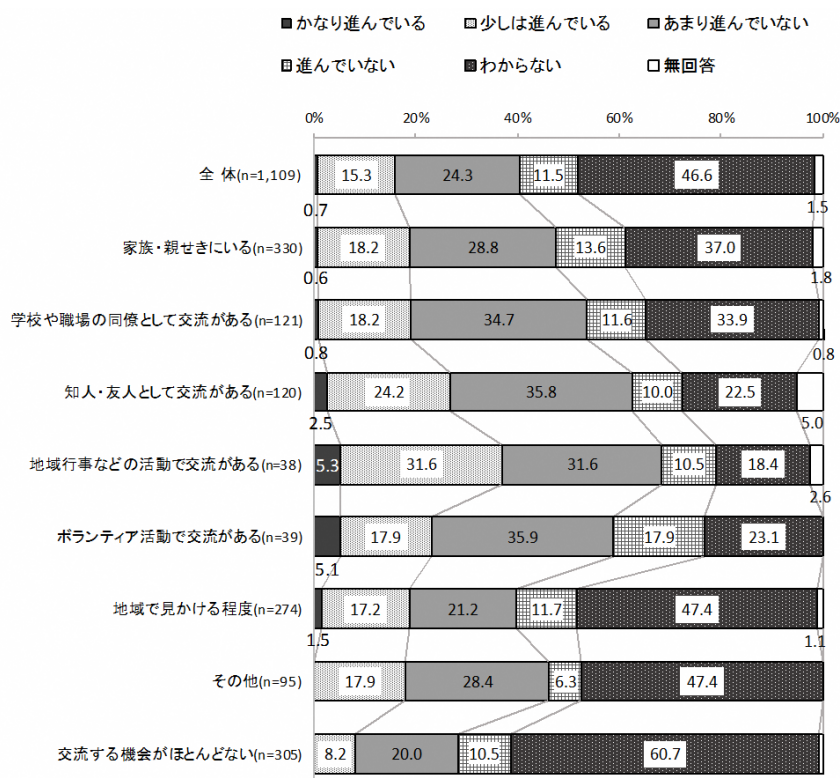 ■かなり進んでいる □少しは進んでいる ■あまり進んでいない
□進んでいない ■わからない □無回答
0% 20% 40% 60% 80% 100%
全 体(n=1,109) 15.3 24.3 11.5 46.6
0.7 1.5
家族・親せきにいる(n=330) 18.2 28.8 13.6 37.0
0.6 1.8
学校や職場の同僚として交流がある(n=121) 18.2 34.7 11.6 33.9
0.8 0.8
知人・友人として交流がある(n=120) 24.2 35.8 10.0 22.5
2.5 5.0
地域行事などの活動で交流がある(n=38) 5.3 31.6 31.6 10.5 18.4
2.6
ボランティア活動で交流がある(n=39) 17.9 35.9 17.9 23.1
5.1
地域で見かける程度(n=274) 17.2 21.2 11.7 47.4
1.5 1.1
その他(n=95) 17.9 28.4 6.3 47.4
交流する機会がほとんどない(n=305) 8.2 20.0 10.5 60.7